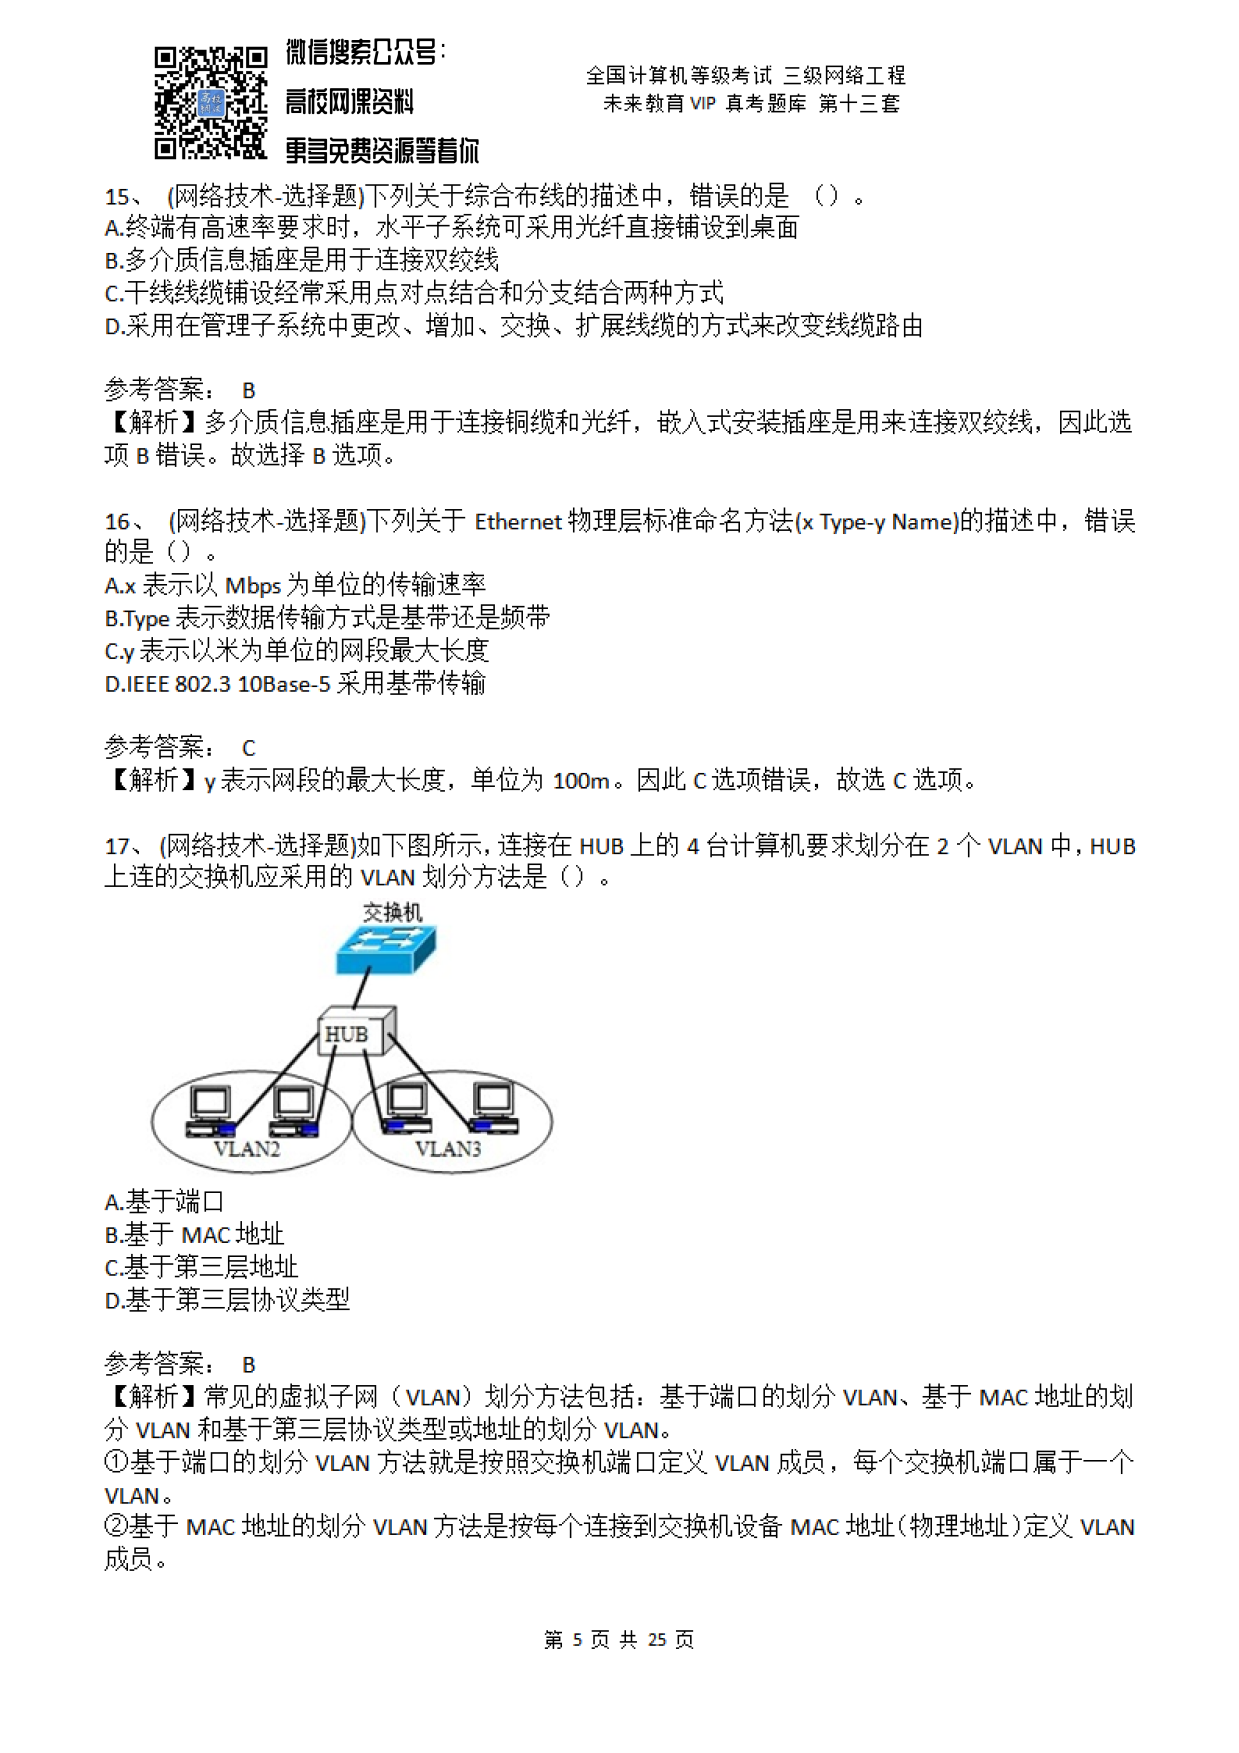 微信搜索公众号：
高校网课资料
更多免费资源等着你
全国计算机等级考试 三级网络工程
未来教育 VIP 真考题库 第十三套
15、 (网络技术-选择题)下列关于综合布线的描述中，错误的是 （）。
A.终端有高速率要求时，水平子系统可采用光纤直接铺设到桌面
B.多介质信息插座是用于连接双绞线
C.干线线缆铺设经常采用点对点结合和分支结合两种方式
D.采用在管理子系统中更改、增加、交换、扩展线缆的方式来改变线缆路由
参考答案： B
【解析】多介质信息插座是用于连接铜缆和光纤，嵌入式安装插座是用来连接双绞线，因此选
项 B 错误。故选择 B 选项。
16、 (网络技术-选择题)下列关于 Ethernet 物理层标准命名方法(x Type-y Name)的描述中，错误
的是（）。
A.x 表示以 Mbps 为单位的传输速率
B.Type 表示数据传输方式是基带还是频带
C.y 表示以米为单位的网段最大长度
D.IEEE 802.3 10Base-5 采用基带传输
参考答案： C
【解析】y 表示网段的最大长度，单位为 100m。因此 C 选项错误，故选 C 选项。
17、 (网络技术-选择题)如下图所示，连接在 HUB 上的 4 台计算机要求划分在 2 个 VLAN 中，HUB
上连的交换机应采用的 VLAN 划分方法是（）。
交换机
HUB
VLAN2
VLAN3
A.基于端口
B.基于 MAC 地址
C.基于第三层地址
D.基于第三层协议类型
参考答案： B
【解析】常见的虚拟子网（VLAN）划分方法包括：基于端口的划分 VLAN、基于 MAC 地址的划
分 VLAN 和基于第三层协议类型或地址的划分 VLAN。
①基于端口的划分 VLAN 方法就是按照交换机端口定义 VLAN 成员，每个交换机端口属于一个
VLAN。
②基于 MAC 地址的划分 VLAN 方法是按每个连接到交换机设备 MAC 地址（物理地址）定义 VLAN
成员。
第 5 页 共 25 页